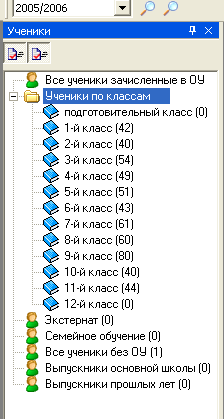 2005/2006
Ученики
Все ученики зачисленные в ОУ
Ученики по классам
подготовительный класс (0)
1-й класс (42)
2-й класс (40)
3-й класс (54)
4-й класс (49)
5-й класс (51)
6-й класс (43)
7-й класс (61)
8-й класс (60)
9-й класс (80)
10-й класс (40)
11-й класс (44)
12-й класс (0)
Экстернат (0)
Семейное обучение (0)
Все ученики без ОУ (1)
Выпускники основной школы (0)
Выпускники прошлых лет (0)